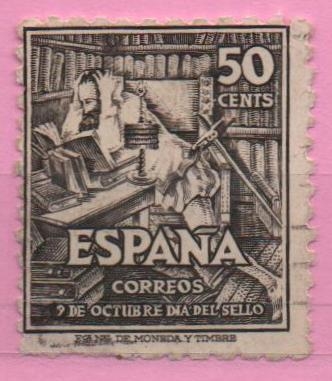 50
CENTS
ESPAÑA
CORREOS
9 DE OCTUBRE DIA DEL SELLO
DE MONEDA Y TIMBRE